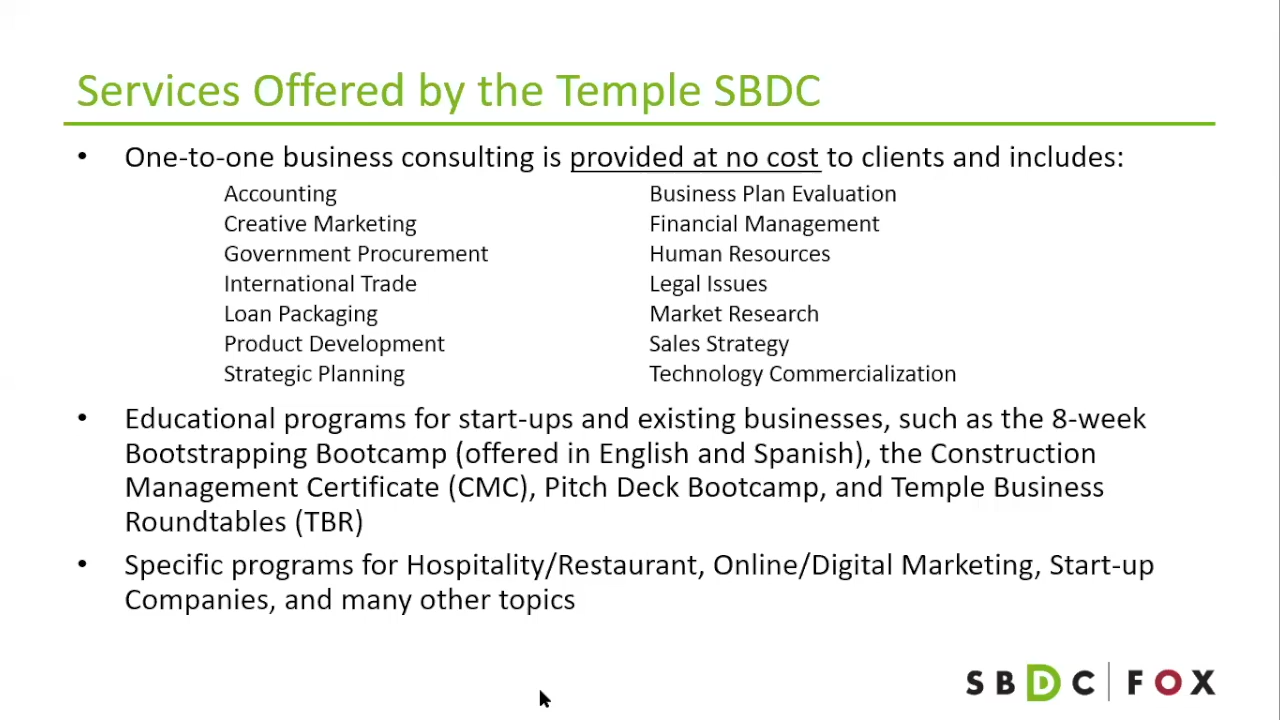 Services Offered by the Temple SBDC
• One-to-one business consulting is provided at no cost to clients and includes:
Accounting
Creative Marketing
Government Procurement
International Trade
Loan Packaging
Product Development
Strategic Planning
Business Plan Evaluation
Financial Management
Human Resources
Legal Issues
Market Research
Sales Strategy
Technology Commercialization
• Educational programs for start-ups and existing businesses, such as the 8-week
Bootstrapping Bootcamp (offered in English and Spanish), the Construction
Management Certificate (CMC), Pitch Deck Bootcamp, and Temple Business
Roundtables (TBR)
• Specific programs for Hospitality/Restaurant, Online/Digital Marketing, Start-up
Companies, and many other topics
SBDC | FOX